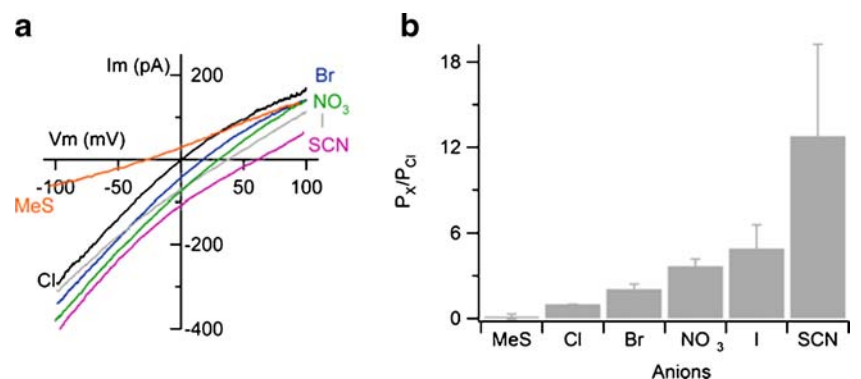 a
Im (pA)
200
Br
NO3
I
SCN
Vm (mV)
-100
-50
0
50
100
MeS
-200
Cl
-400
b
18
12
6
0
PX/PCl
MeS
Cl
Br
NO3
I
SCN
Anions